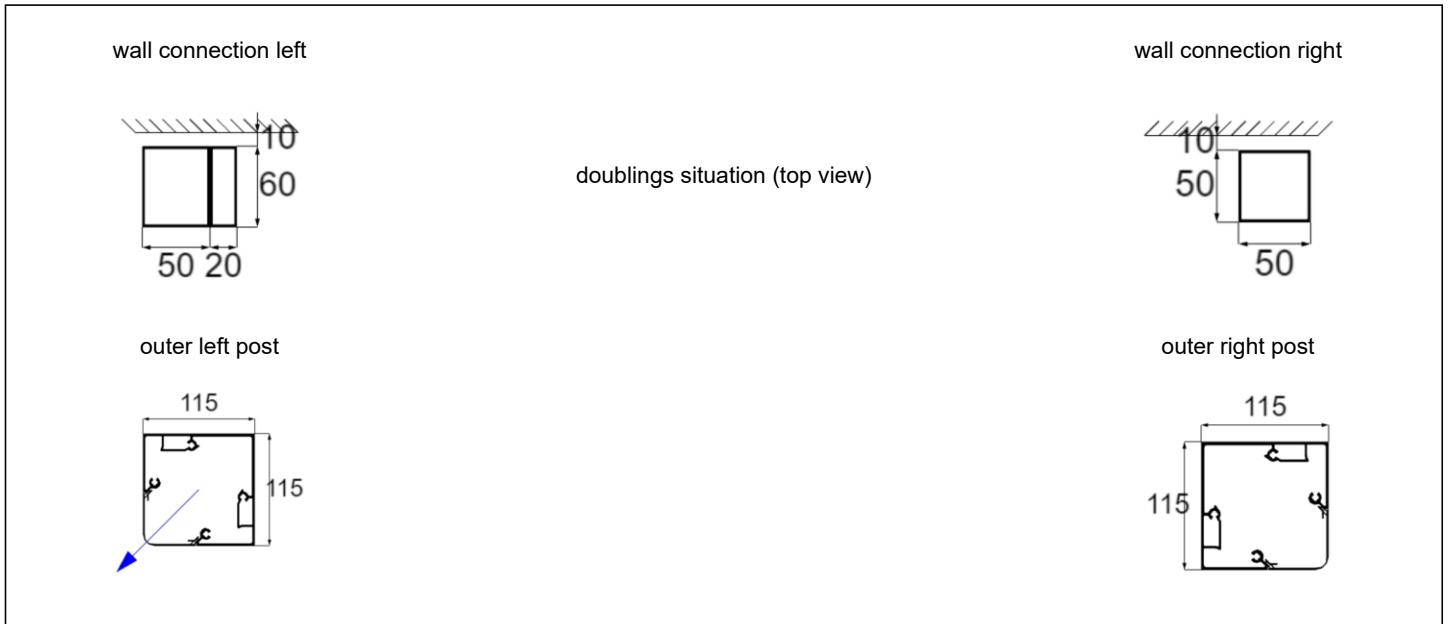 wall connection left
wall connection right
10
60
50 20
doublings situation (top view)
10
50
50
outer left post
outer right post
115
115
115
115